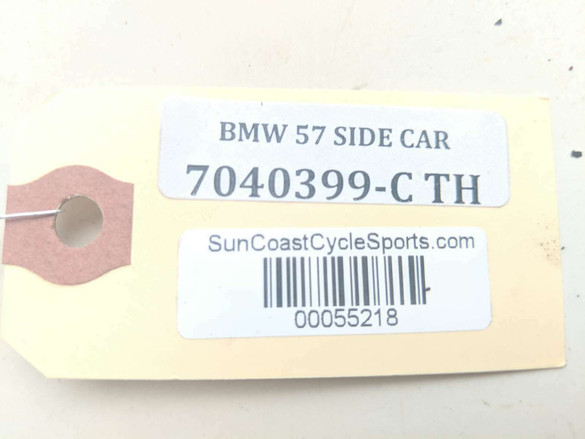 BMW 57 SIDE CAR
7040399-C TH
SunCoastCycleSports.com
00055218